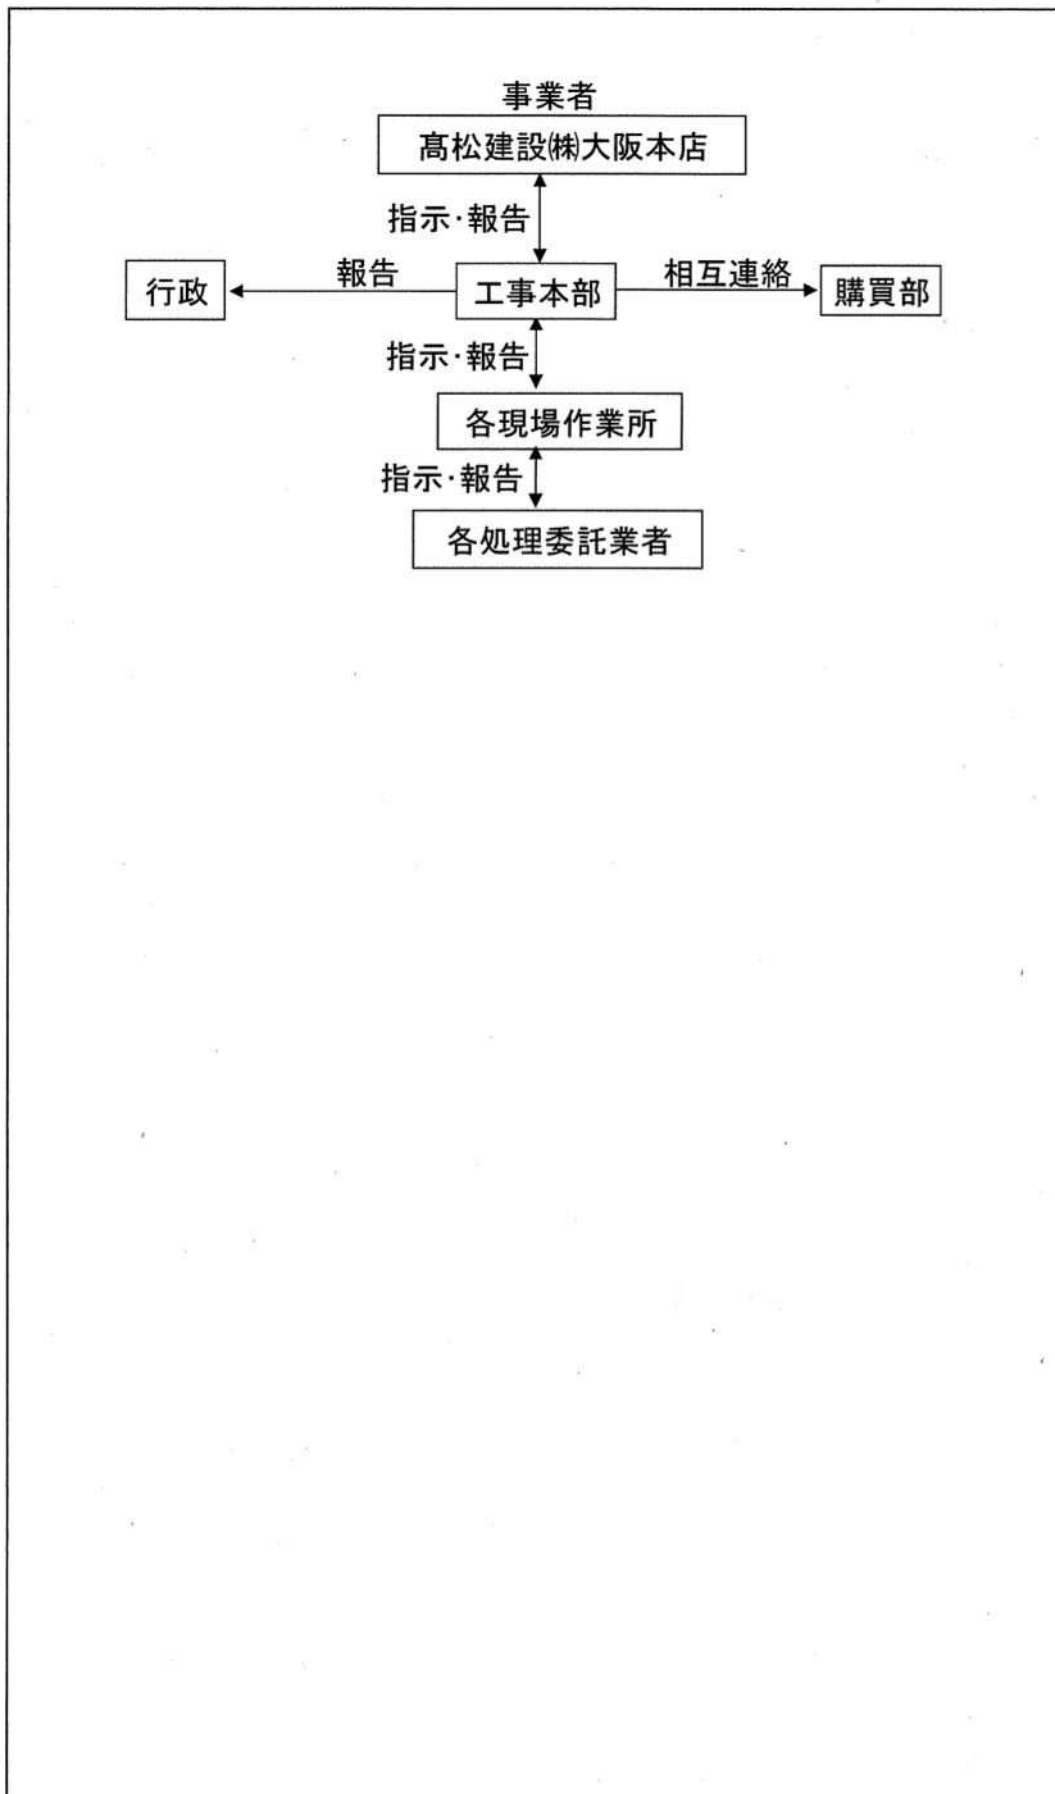 事業者
髙松建設㈱大阪本店
指示・報告
行政
報告
工事本部
相互連絡
購買部
指示・報告
各現場作業所
指示・報告
各処理委託業者